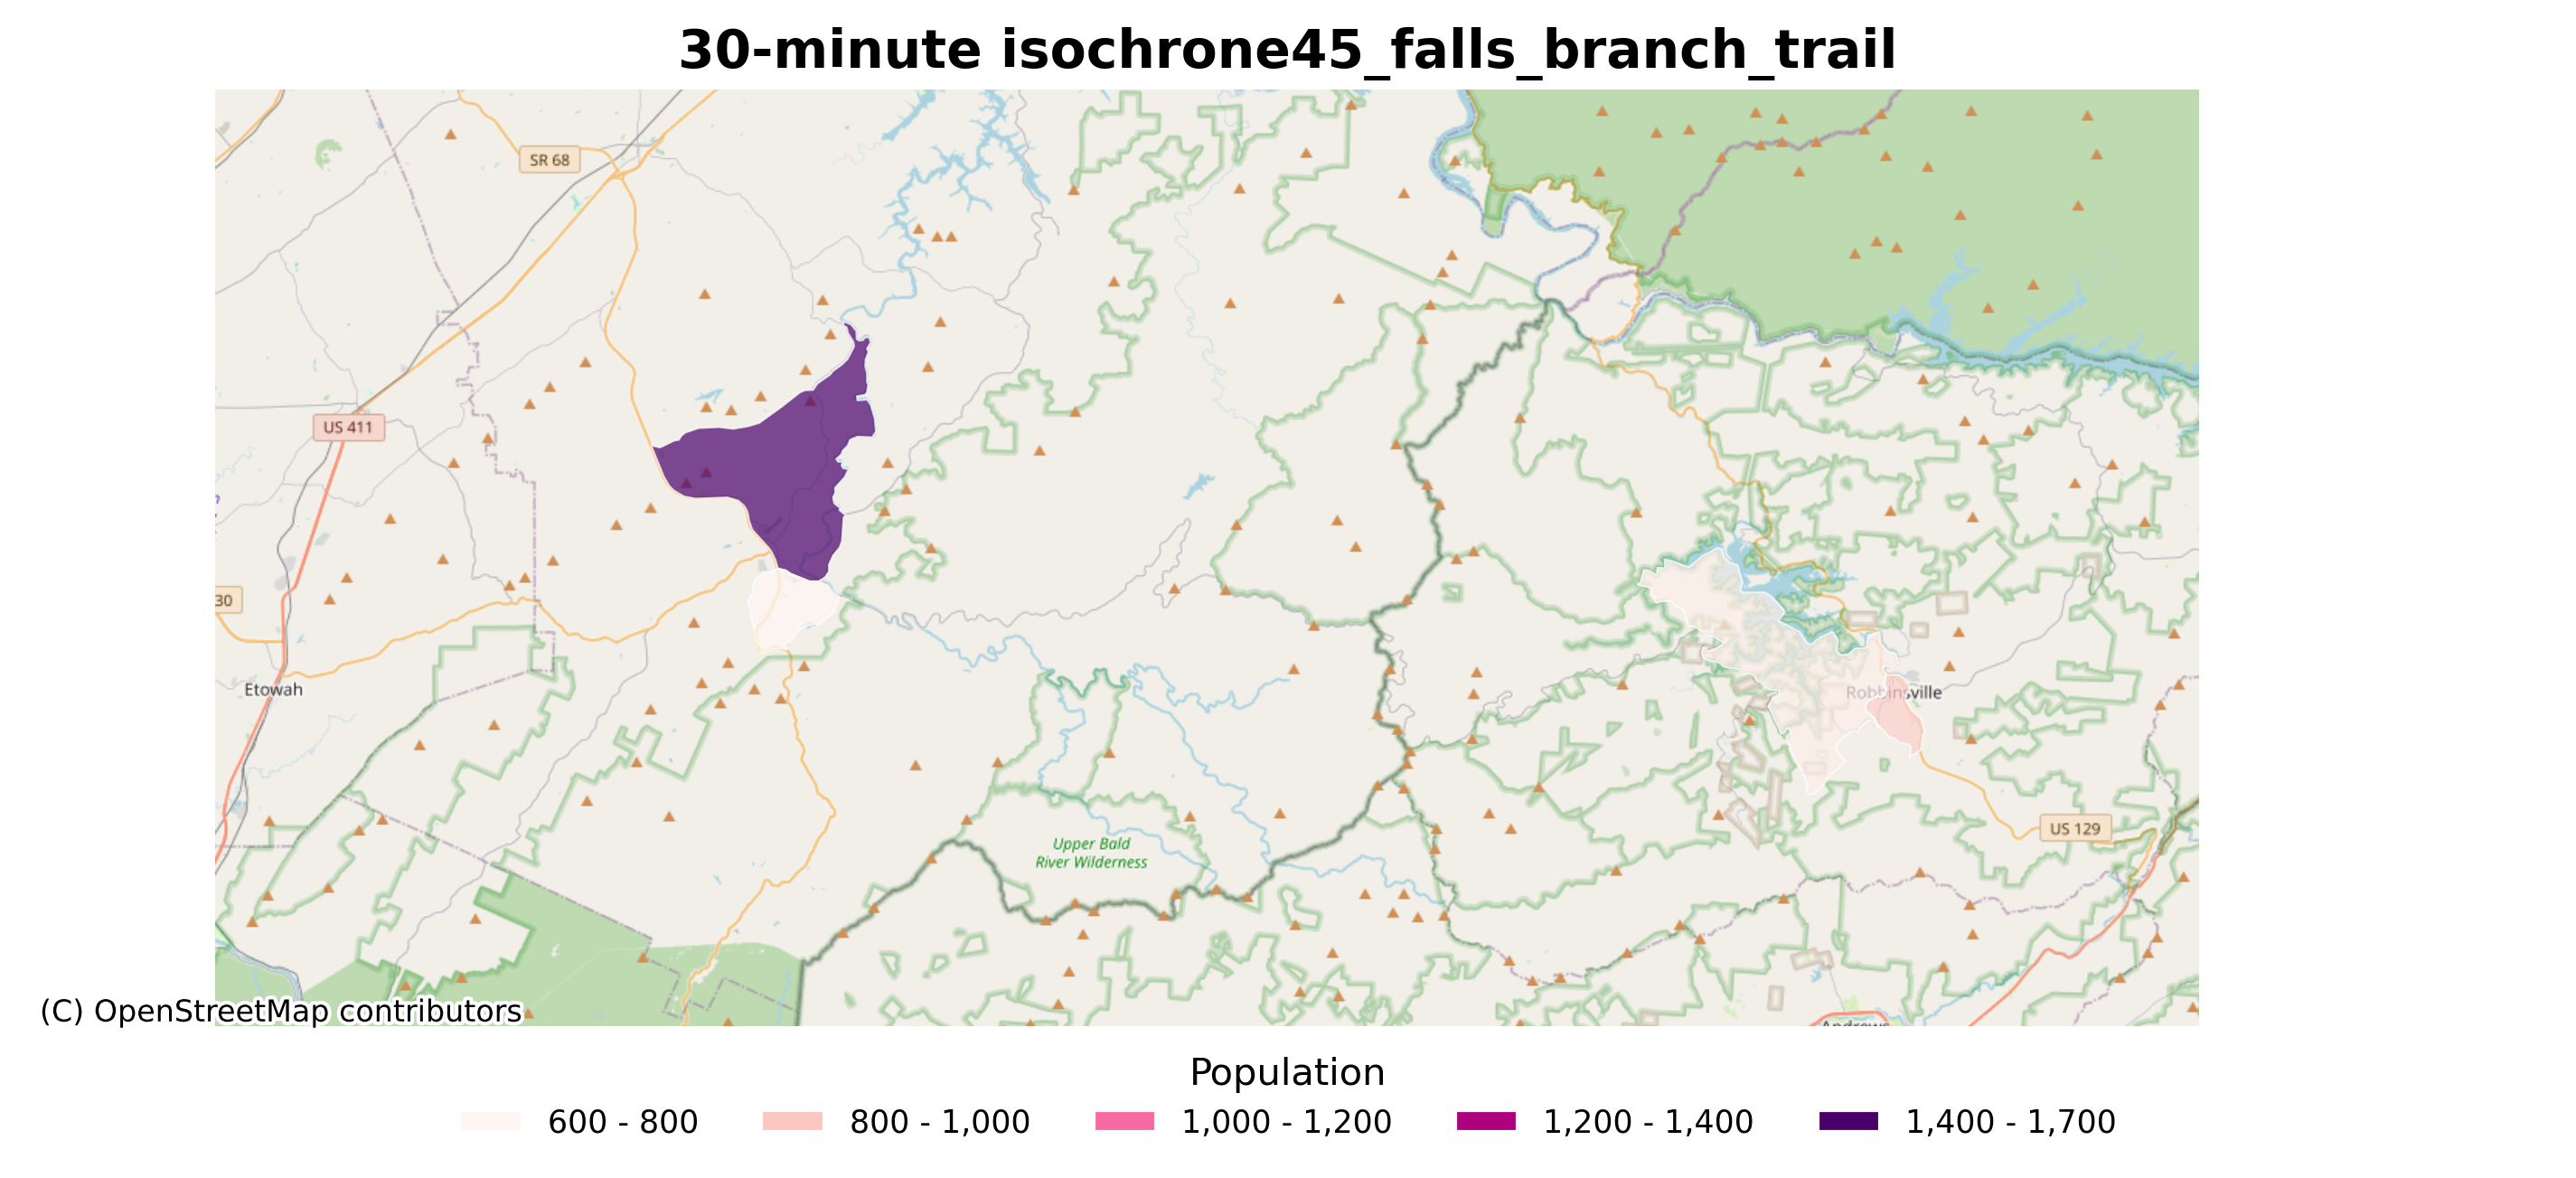 30-minute isochrone45_falls_branch_trail
SR 68
US 411
30
Etowah
Robbinsville
US 129
Upper Bald
River Wilderness
Andrews
(C) OpenStreetMap contributors
Population
600 - 800
800 - 1,000
1,000 - 1,200
1,200 - 1,400
1,400 - 1,700